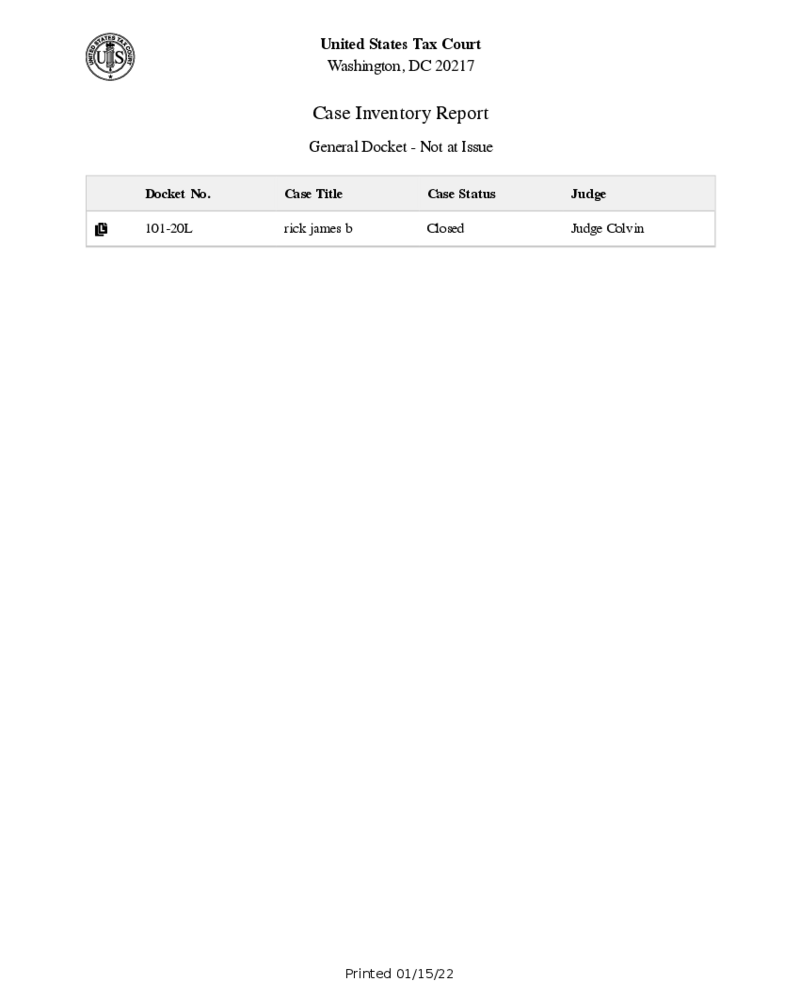 UNITED STATES TAX COURT
US
United States Tax Court
Washington, DC 20217
Case Inventory Report
General Docket - Not at Issue
Docket No. Case Title Case Status Judge
101-20L rick james b Closed Judge Colvin
Printed 01/15/22